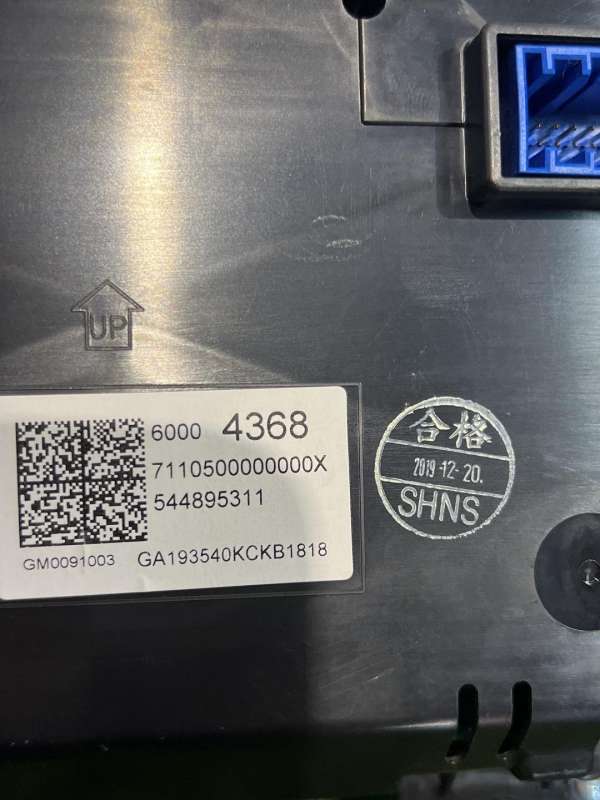 UP
6000 4368
7110500000000X
544895311
GM0091003 GA193540KCKB1818
合格
2019-12-20.
SHNS